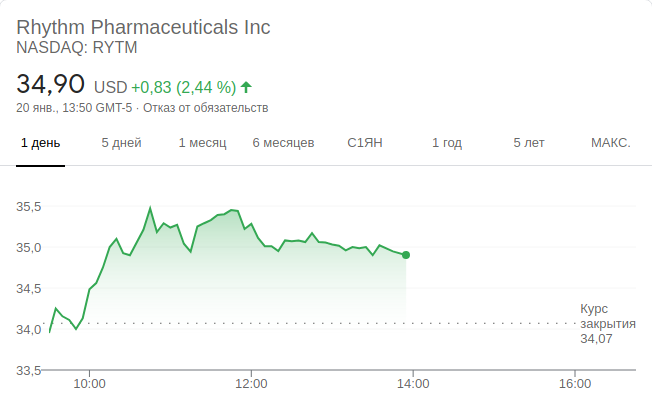 Rhythm Pharmaceuticals Inc
NASDAQ: RYTM
34,90 USD +0,83 (2,44 %)
20 янв., 13:50 GMT-5 · Отказ от обязательств
1 день 5 дней 1 месяц 6 месяцев С1ЯН 1 год 5 лет МАКС.
35,5
35,0
34,5
34,0
33,5
Курс
закрытия
34,07
10:00 12:00 14:00 16:00